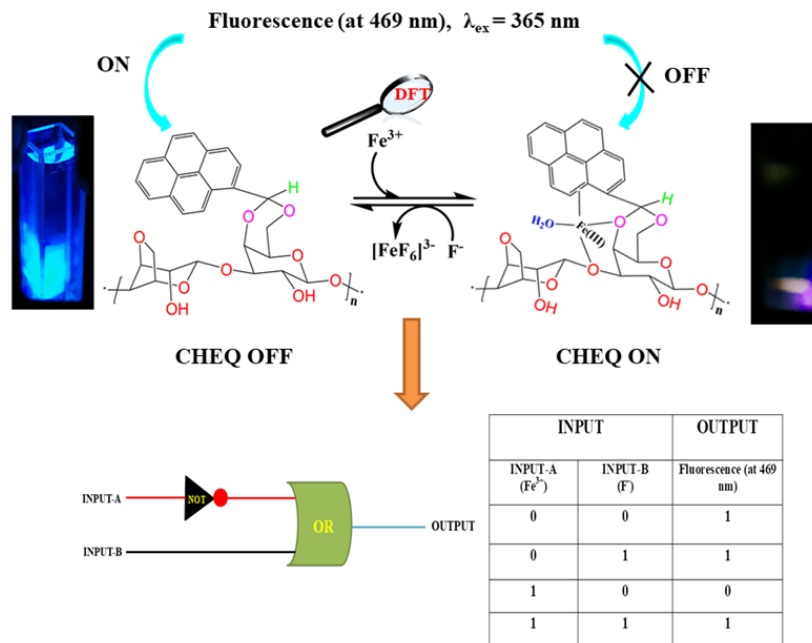 Fluorescence (at 469 nm), λex = 365 nm
ON
OFF
DFT
Fe3+
[FeF6]3-
F-
H
O
O
O
O
O
O
OH
OH
n
CHEQ OFF
H
H2O
Fe(III)
O
O
O
O
O
O
OH
OH
n
CHEQ ON
INPUT-A
NOT
OR
OUTPUT
INPUT-B
INPUT OUTPUT
INPUT-A (Fe3+) INPUT-B (F-) Fluorescence (at 469 nm)
0 0 1
0 1 1
1 0 0
1 1 1